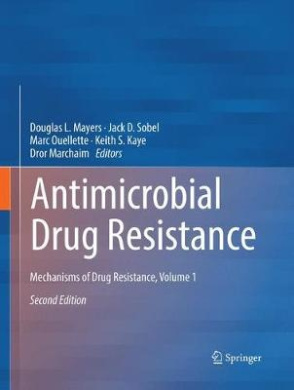 Douglas L. Mayers · Jack D. Sobel
Marc Ouellette · Keith S. Kaye
Dror Marchaim Editors
Antimicrobial
Drug Resistance
Mechanisms of Drug Resistance, Volume 1
Second Edition
Springer